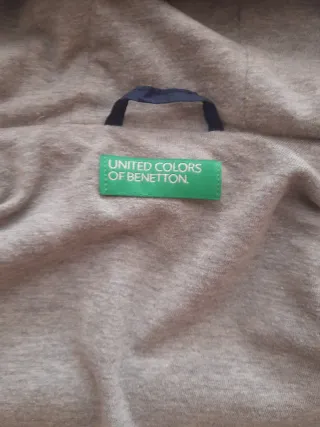 UNITED COLORS
OF BENETTON.